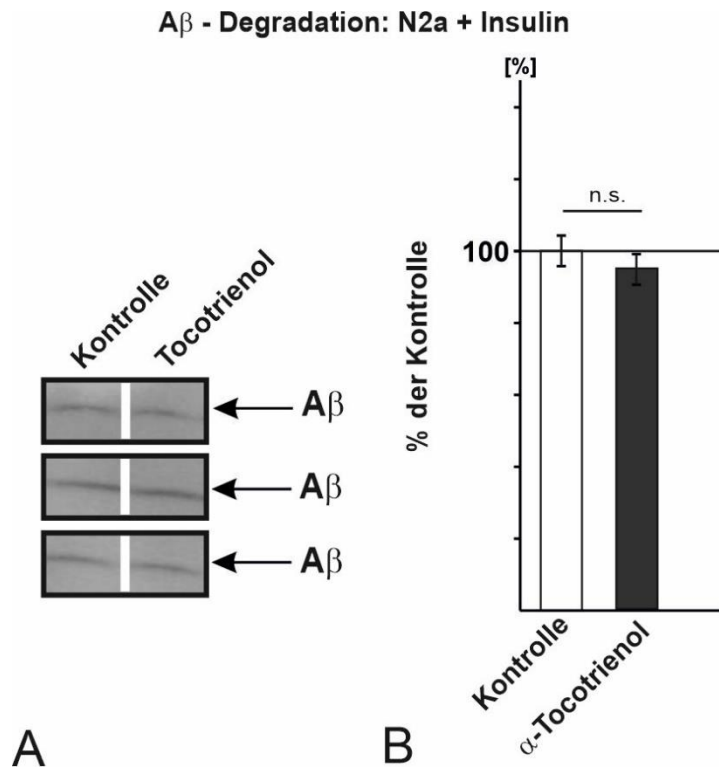 Aβ - Degradation: N2a + Insulin
Kontrolle
Tocotrienol
Aβ
Aβ
Aβ
A
[%]
n.s.
100
% der Kontrolle
Kontrolle
α-Tocotrienol
B